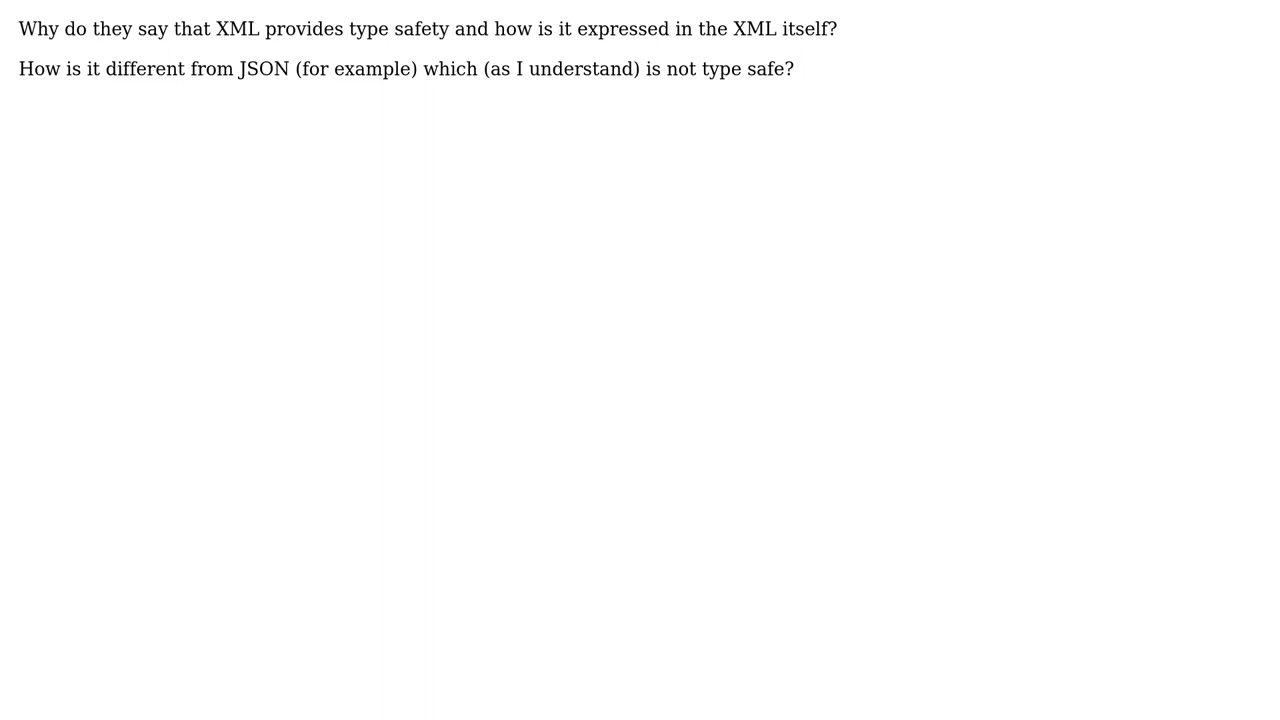 Why do they say that XML provides type safety and how is it expressed in the XML itself?
How is it different from JSON (for example) which (as I understand) is not type safe?